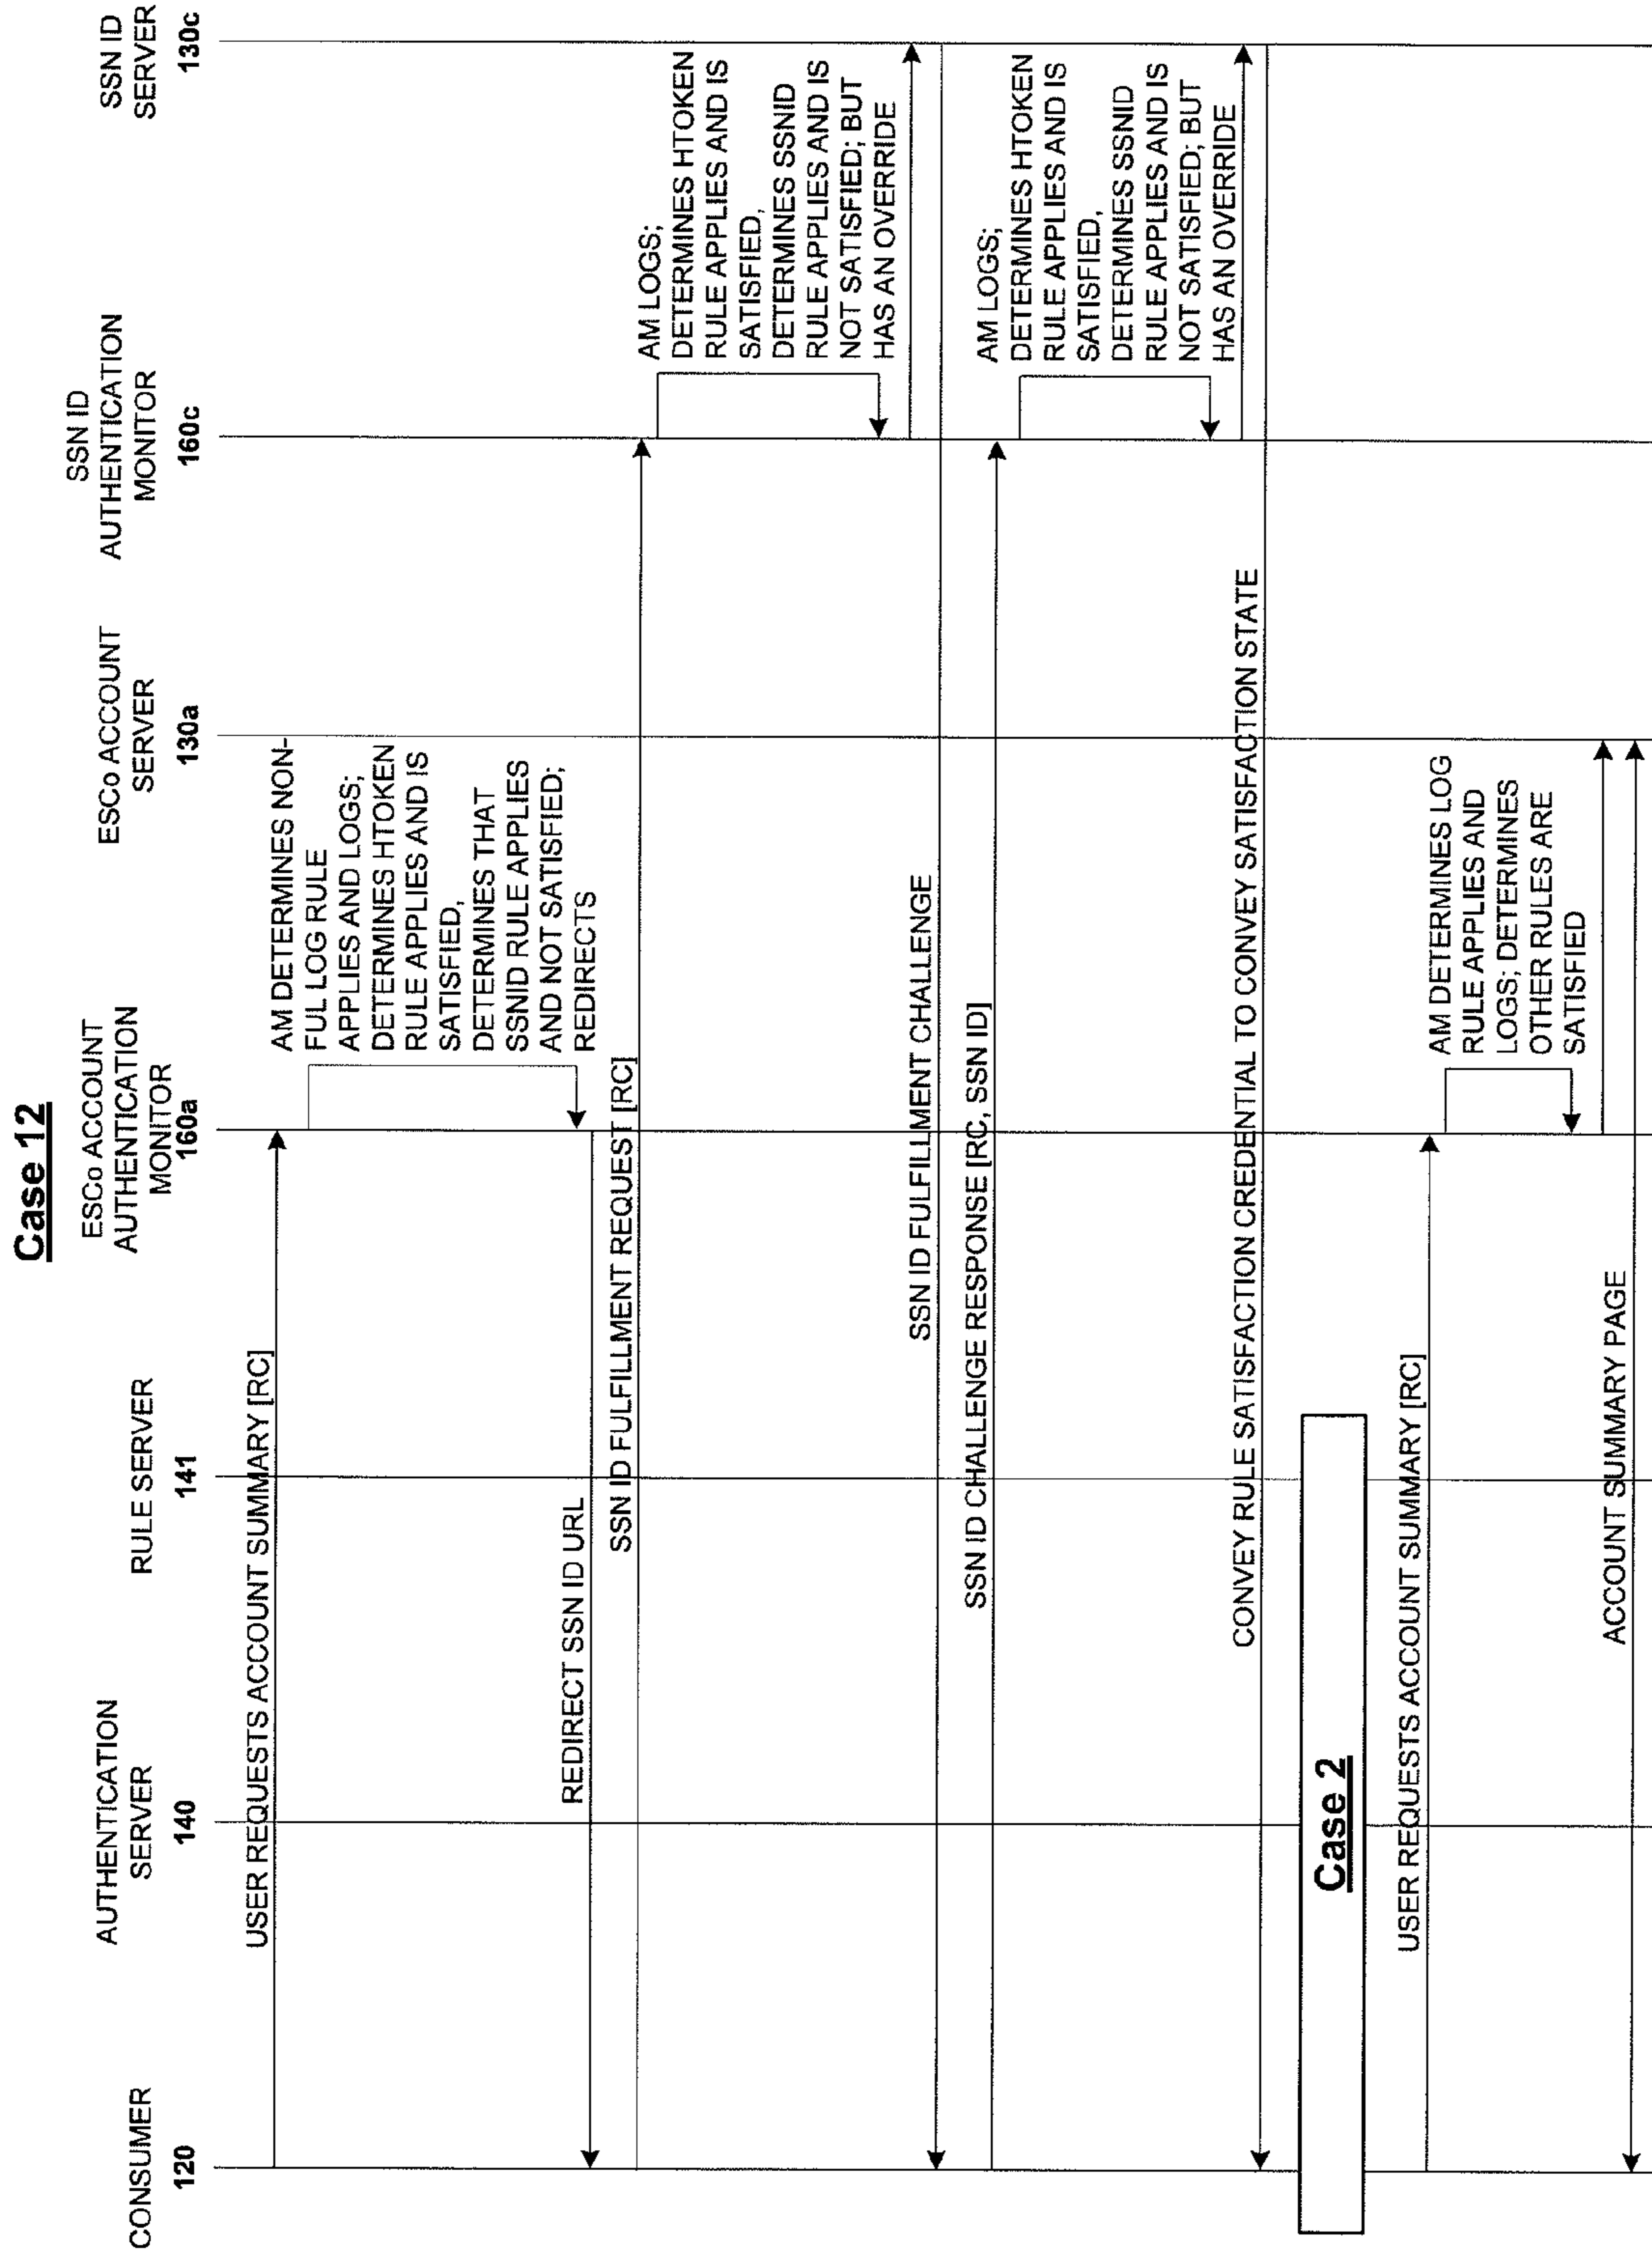 Case 12
CONSUMER
120
AUTHENTICATION
SERVER
140
RULE SERVER
141
ESCo ACCOUNT
AUTHENTICATION
MONITOR
160a
ESCo ACCOUNT
SERVER
130a
SSN ID
AUTHENTICATION
MONITOR
160c
SSN ID
SERVER
130c
USER REQUESTS ACCOUNT SUMMARY [RC]
AM DETERMINES NON-
FUL LOG RULE
APPLIES AND LOGS;
DETERMINES HTOKEN
RULE APPLIES AND IS
SATISFIED,
DETERMINES THAT
SSNID RULE APPLIES
AND NOT SATISFIED;
REDIRECTS
REDIRECT SSN ID URL
SSN ID FULFILLMENT REQUEST [RC]
AM LOGS;
DETERMINES HTOKEN
RULE APPLIES AND IS
SATISFIED,
DETERMINES SSNID
RULE APPLIES AND IS
NOT SATISFIED; BUT
HAS AN OVERRIDE
SSN ID FULFILLMENT CHALLENGE
SSN ID CHALLENGE RESPONSE [RC, SSN ID]
AM LOGS;
DETERMINES HTOKEN
RULE APPLIES AND IS
SATISFIED,
DETERMINES SSNID
RULE APPLIES AND IS
NOT SATISFIED; BUT
HAS AN OVERRIDE
CONVEY RULE SATISFACTION CREDENTIAL TO CONVEY SATISFACTION STATE
Case 2
USER REQUESTS ACCOUNT SUMMARY [RC]
AM DETERMINES LOG
RULE APPLIES AND
LOGS; DETERMINES
OTHER RULES ARE
SATISFIED
ACCOUNT SUMMARY PAGE